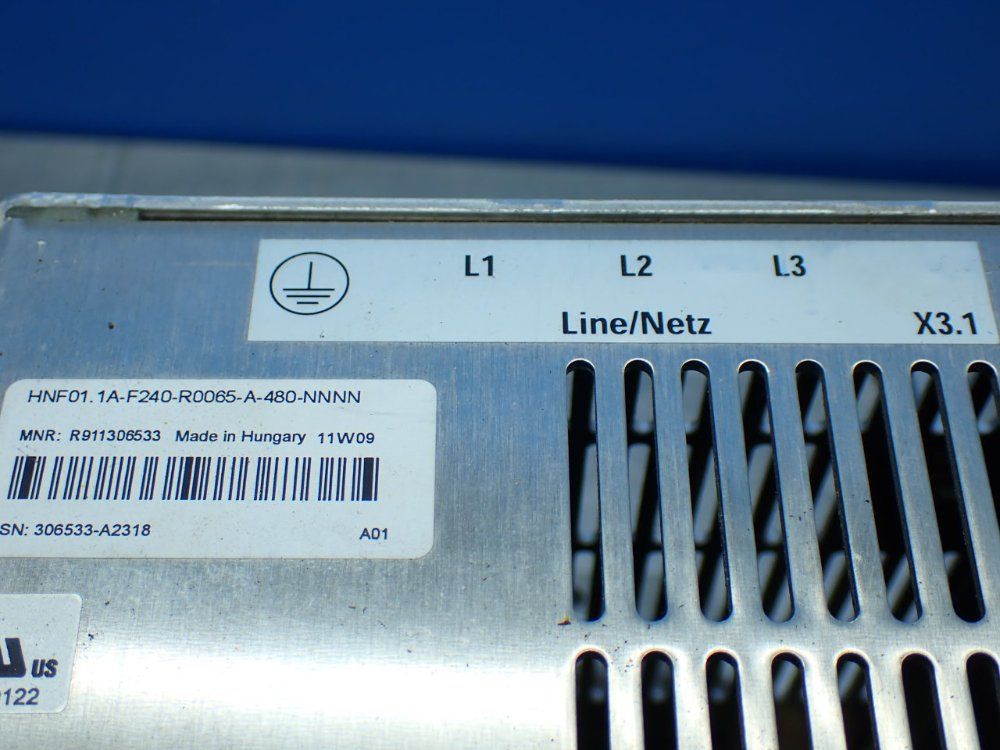 L1 L2 L3
Line/Netz X3.1
HNF01.1A-F240-R0065-A-480-NNNN
MNR: R911306533 Made in Hungary 11W09
SN: 306533-A2318 A01
US
122